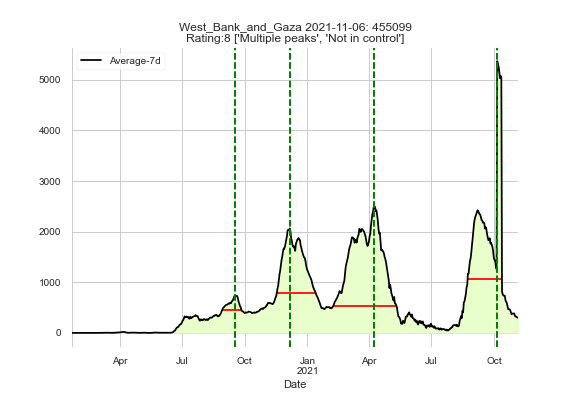 West_Bank_and_Gaza 2021-11-06: 455099
Rating:8 ['Multiple peaks', 'Not in control']
Average-7d
5000
4000
3000
2000
1000
0
Apr Jul Oct Jan Apr Jul Oct
2021
Date